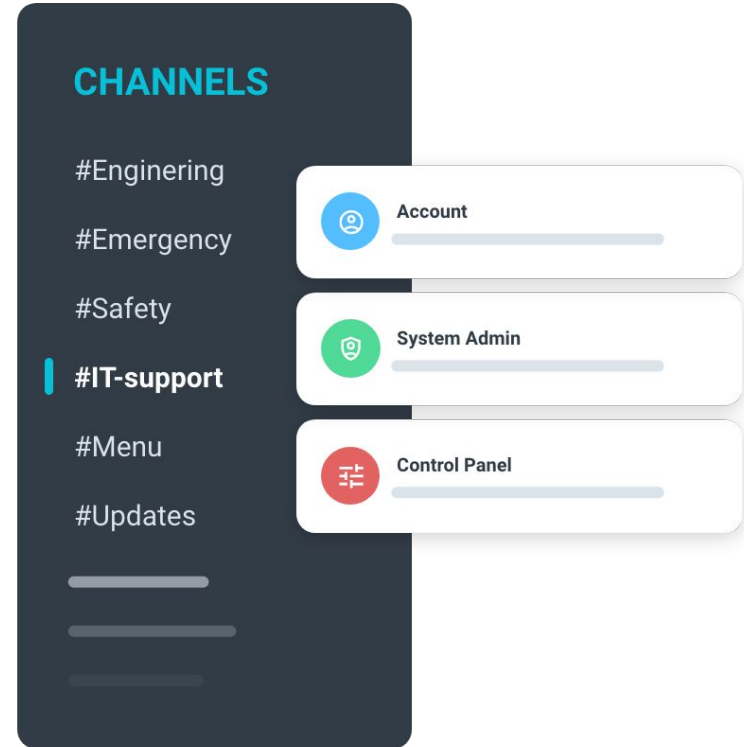 CHANNELS
#Enginering
#Emergency
#Safety
#IT-support
#Menu
#Updates
Account
System Admin
Control Panel